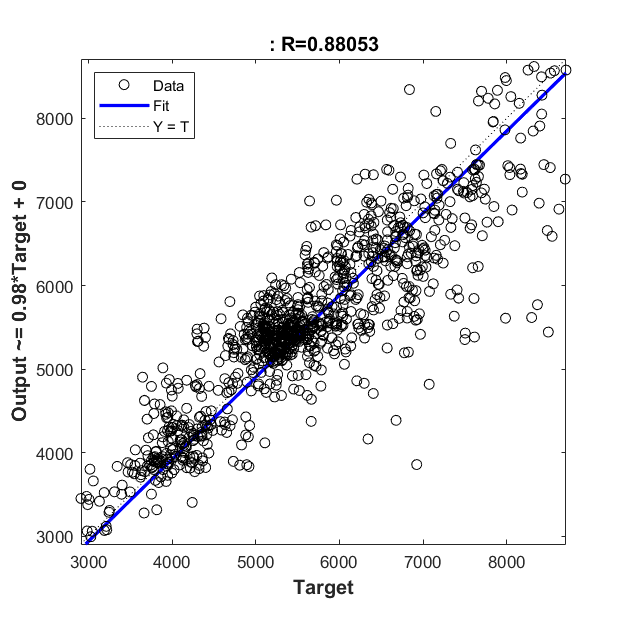 : R=0.88053
Data
Fit
Y = T
8000
7000
6000
5000
4000
3000
Output ~= 0.98*Target + 0
3000 4000 5000 6000 7000 8000
Target